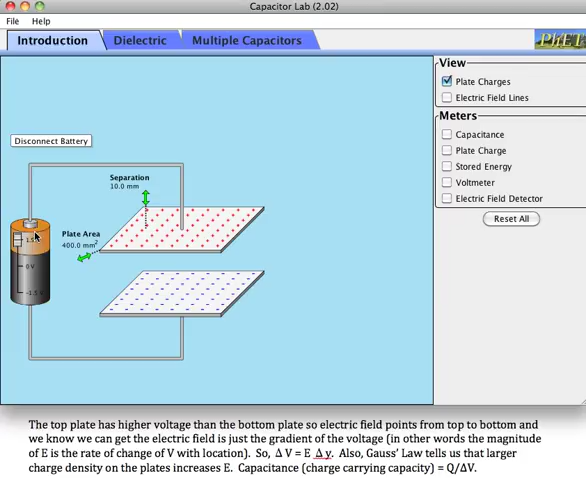 Capacitor Lab (2.02)
File Help
Introduction Dielectric Multiple Capacitors PhET
View
Plate Charges
Electric Field Lines
Meters
Capacitance
Plate Charge
Stored Energy
Voltmeter
Electric Field Detector
Reset All
Disconnect Battery
Separation
10.0 mm
Plate Area
400.0 mm²
0 V
-1.5 V
The top plate has higher voltage than the bottom plate so electric field points from top to bottom and
we know we can get the electric field is just the gradient of the voltage (in other words the magnitude
of E is the rate of change of V with location). So, Δ V = E Δ y. Also, Gauss’ Law tells us that larger
charge density on the plates increases E. Capacitance (charge carrying capacity) = Q/ΔV.